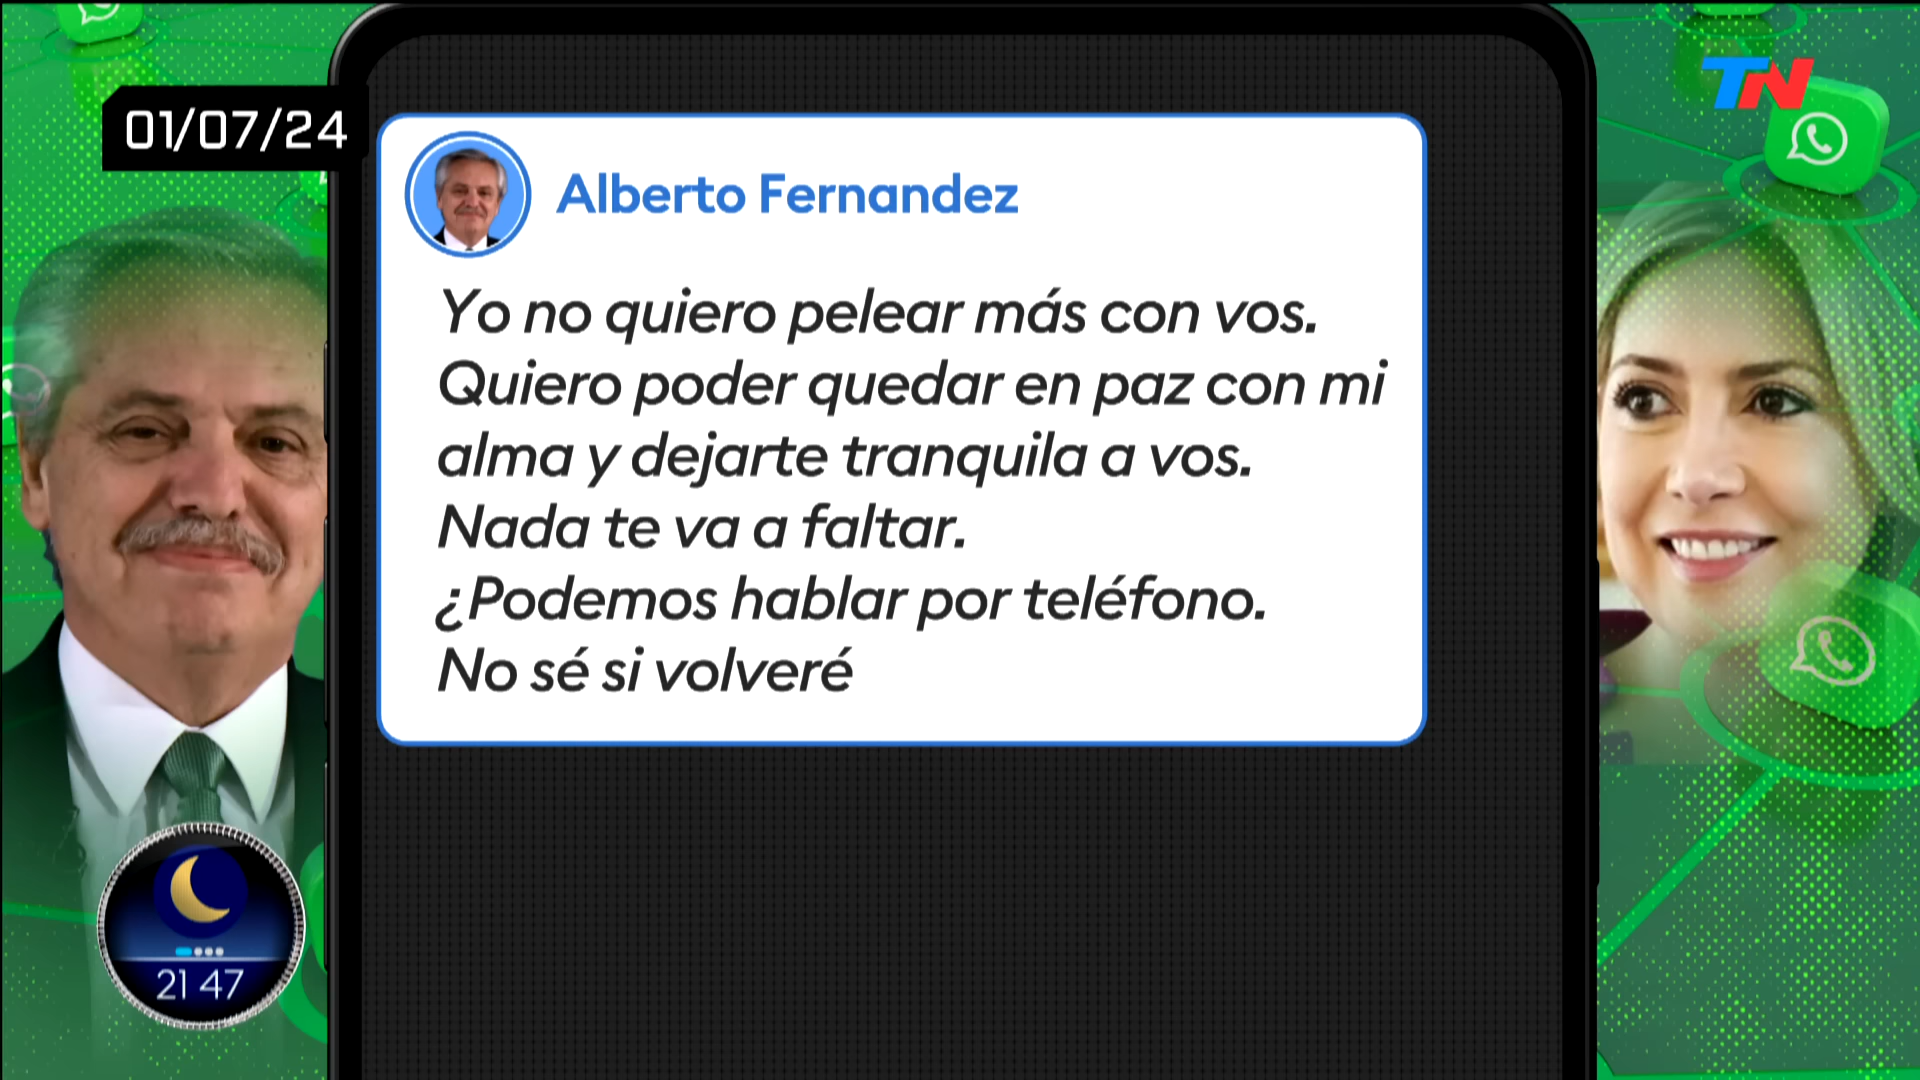 01/07/24
TN
Alberto Fernandez
Yo no quiero pelear más con vos.
Quiero poder quedar en paz con mi
alma y dejarte tranquila a vos.
Nada te va a faltar.
¿Podemos hablar por teléfono.
No sé si volveré
21 47